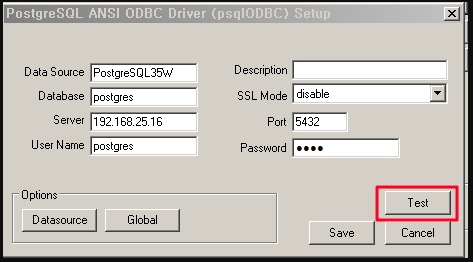 PostgreSQL ANSI ODBC Driver (psqlODBC) Setup
Data Source PostgreSQL35W
Description
Database postgres
SSL Mode disable
Server 192.168.25.16
Port 5432
User Name postgres
Password ●●●●
Options
Datasource Global
Test
Save Cancel